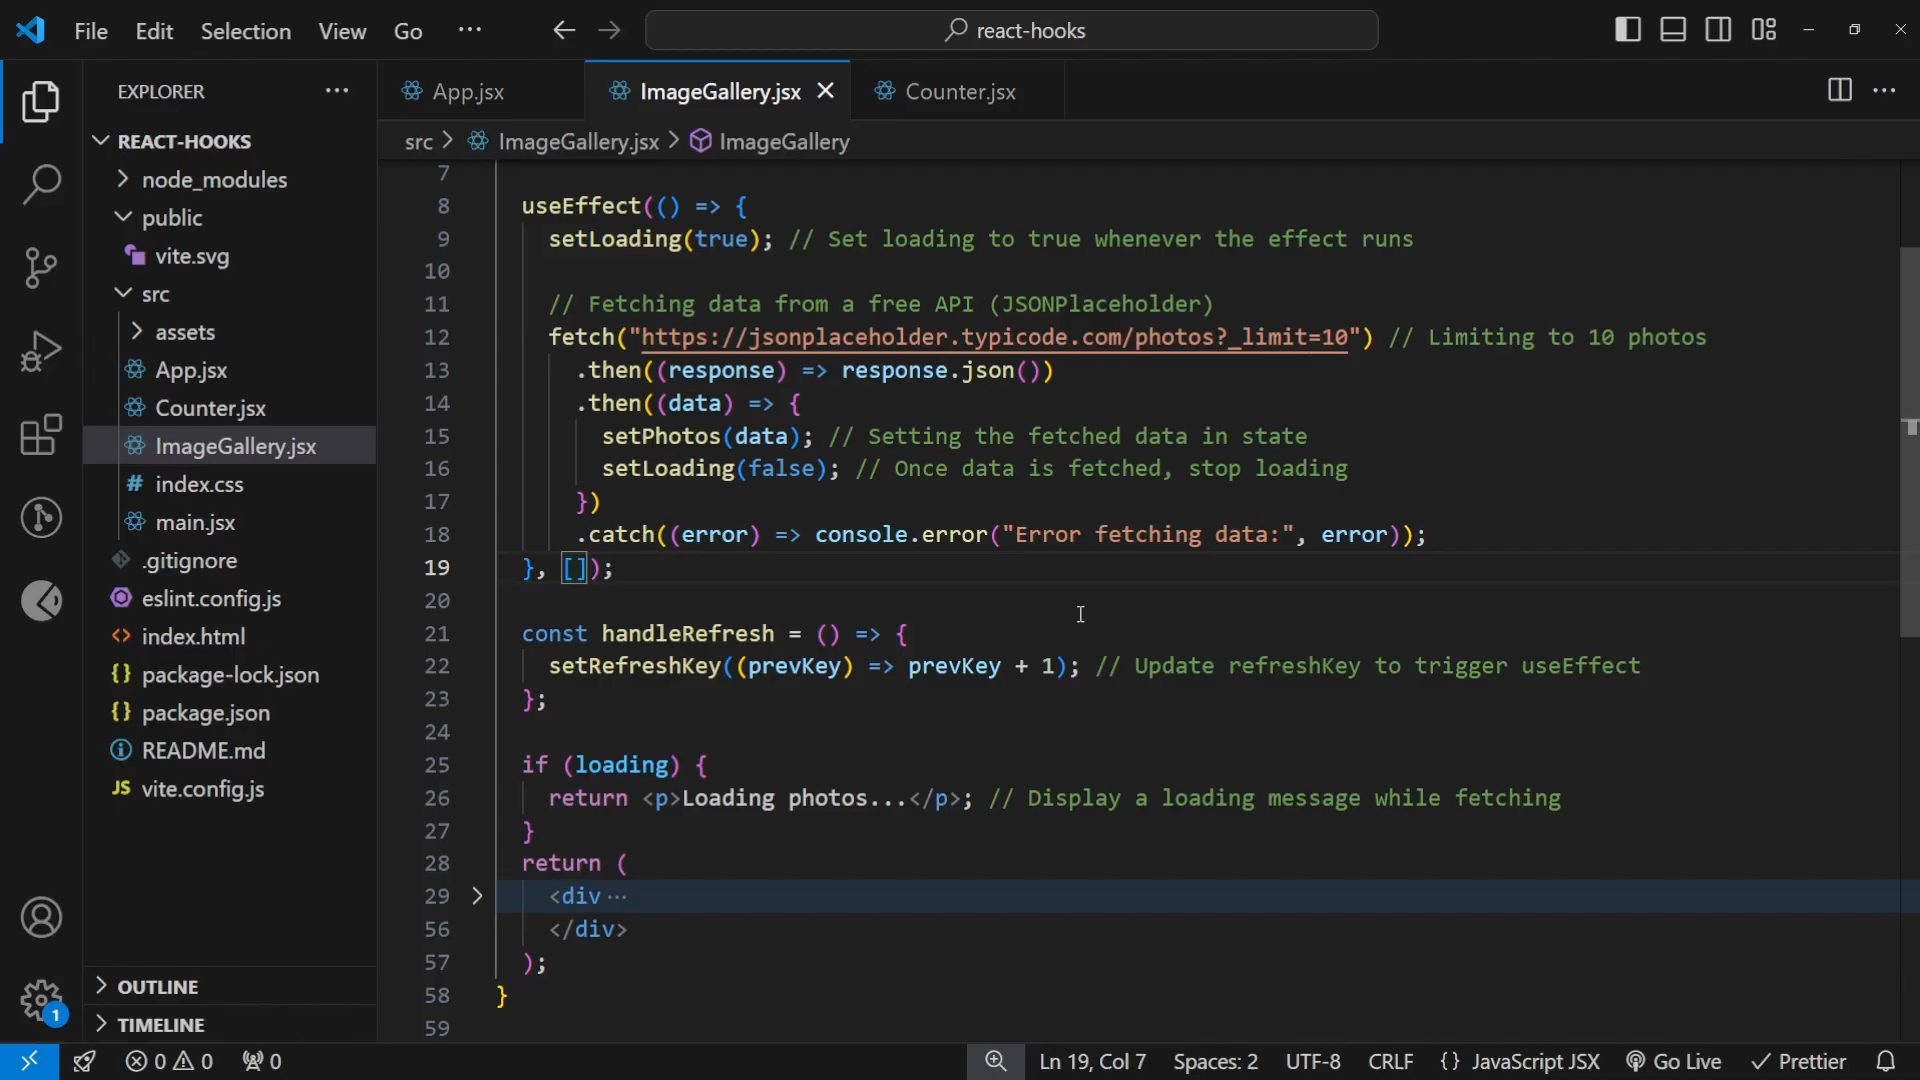 File Edit Selection View Go ··· react-hooks
EXPLORER ···
REACT-HOOKS
node_modules
public
vite.svg
src
assets
App.jsx
Counter.jsx
ImageGallery.jsx
# index.css
main.jsx
.gitignore
eslint.config.js
<> index.html
{} package-lock.json
{} package.json
README.md
JS vite.config.js
OUTLINE
TIMELINE
1
App.jsx ImageGallery.jsx Counter.jsx
src > ImageGallery.jsx > ImageGallery
7
8 useEffect(() => {
9 setLoading(true); // Set loading to true whenever the effect runs
10
11 // Fetching data from a free API (JSONPlaceholder)
12 fetch("https://jsonplaceholder.typicode.com/photos?_limit=10") // Limiting to 10 photos
13 .then((response) => response.json())
14 .then((data) => {
15 setPhotos(data); // Setting the fetched data in state
16 setLoading(false); // Once data is fetched, stop loading
17 })
18 .catch((error) => console.error("Error fetching data:", error));
19 }, []);
20
21 const handleRefresh = () => {
22 setRefreshKey((prevKey) => prevKey + 1); // Update refreshKey to trigger useEffect
23 };
24
25 if (loading) {
26 return <p>Loading photos...</p>; // Display a loading message while fetching
27 }
28 return (
29 <div ···
56 </div>
57 );
58 }
59
0 0 0 Ln 19, Col 7 Spaces: 2 UTF-8 CRLF {} JavaScript JSX Go Live Prettier